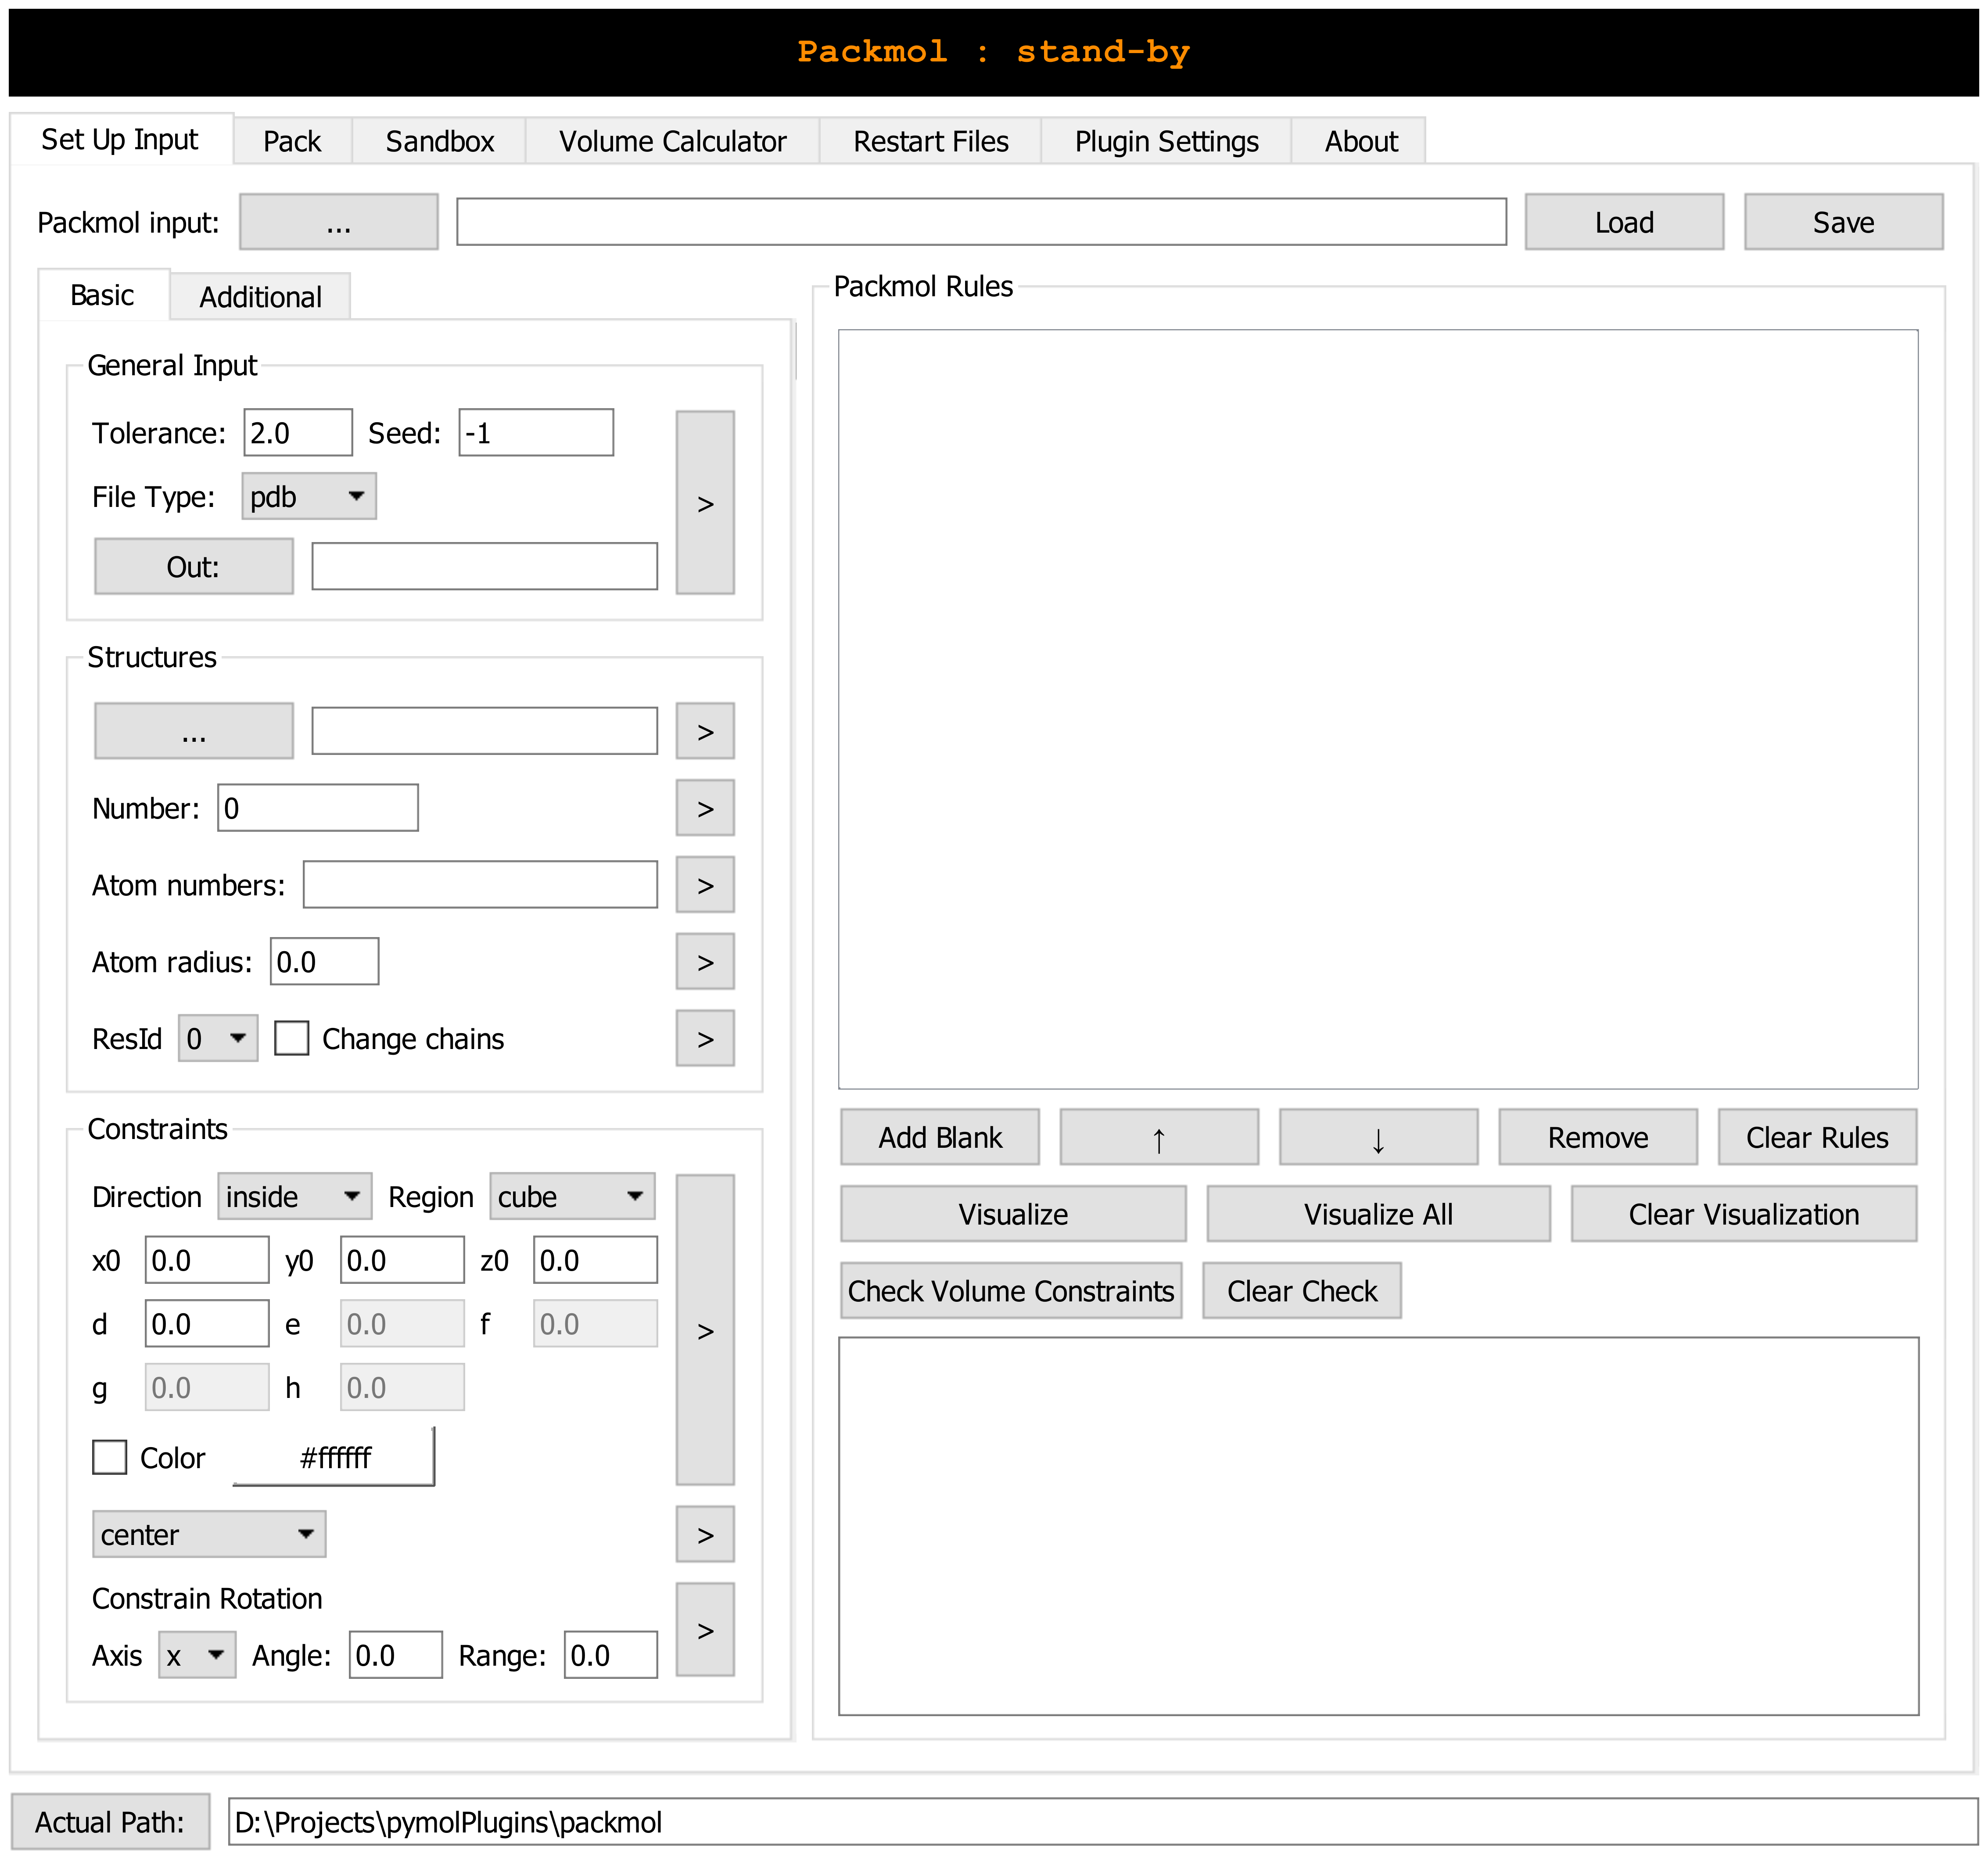 Packmol : stand-by
Set Up Input Pack Sandbox Volume Calculator Restart Files Plugin Settings About
Packmol input: ... Load Save
Basic Additional
General Input
Tolerance: 2.0 Seed: -1
File Type: pdb
>
Out:
Structures
... >
Number: 0 >
Atom numbers: >
Atom radius: 0.0 >
ResId 0 Change chains >
Constraints
Direction inside Region cube
x0 0.0 y0 0.0 z0 0.0
d 0.0 e 0.0 f 0.0
>
g 0.0 h 0.0
Color #ffffff
center >
Constrain Rotation
>
Axis x Angle: 0.0 Range: 0.0
Packmol Rules
Add Blank ↑ ↓ Remove Clear Rules
Visualize Visualize All Clear Visualization
Check Volume Constraints Clear Check
Actual Path: D:\Projects\pymolPlugins\packmol